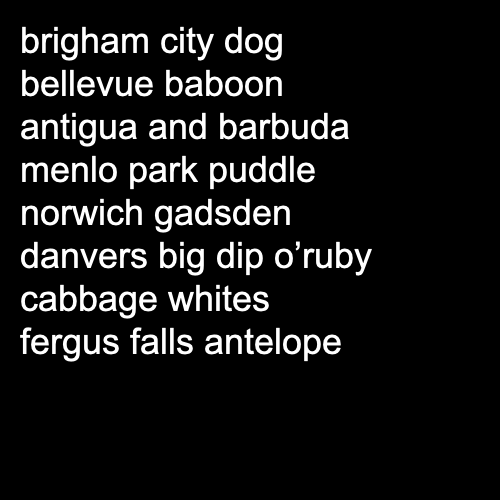 brigham city dog
bellevue baboon
antigua and barbuda
menlo park puddle
norwich gadsden
danvers big dip o’ruby
cabbage whites
fergus falls antelope